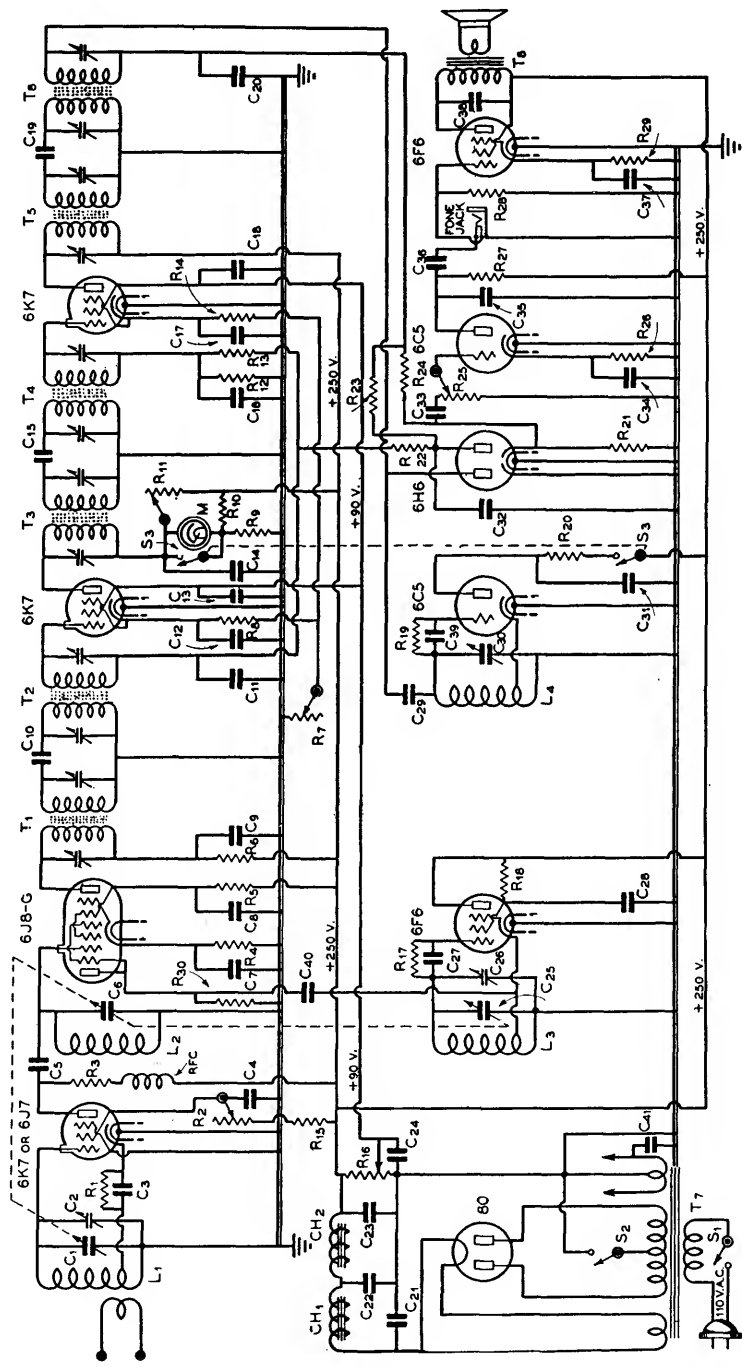 6K7 OR 6J7
6J8-G
T1
C10
T2
6K7
T3
C15
T4
6K7
T5
C19
T8
C1
C2
R1
C3
L1
C5
R3
RFC
L2
C6
R2
C4
R15
R30
C7
R4
C8
R5
R6
C9
C40
C11
C12
R8
C13
C14
S3
M
R11
R10
R9
R7
C16
R12
R13
C17
R14
C18
C20
+250 V.
+90 V.
+250 V.
+90 V.
CH1
CH2
C22
C23
C21
R16
C24
80
S2
T7
S1
110 V.A.C.
C41
6F6
R17
C27
C26
C25
L3
R18
C28
+250 V.
C29
L4
R19
C39
C30
6C5
R20
C31
S3
R23
R22
6H6
C32
R21
C33
R24
R25
6C5
C34
R26
C35
R27
C36
FONE JACK
R28
6F6
C37
R29
C38
T6
+250 V.